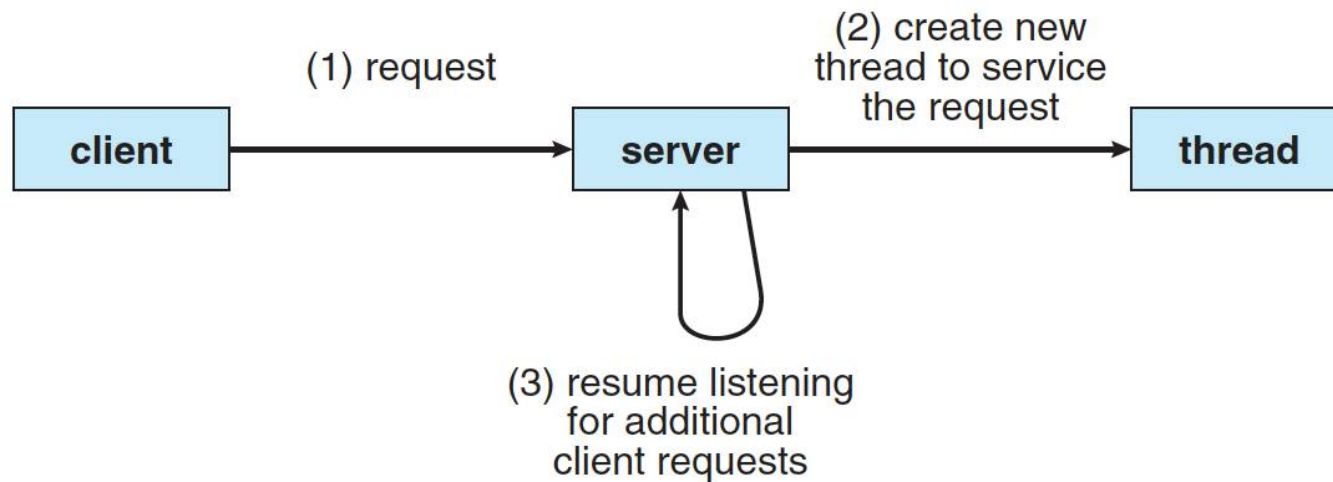 (1) request
(2) create new
thread to service
the request
client
server
thread
(3) resume listening
for additional
client requests